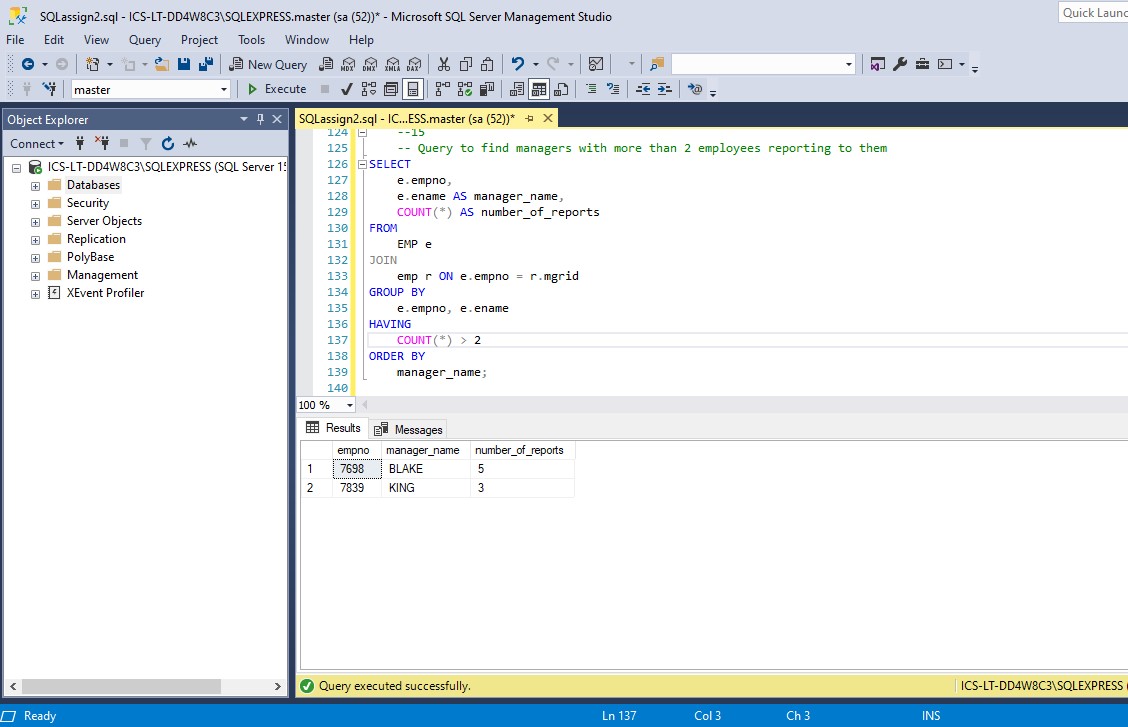 SQLassign2.sql - ICS-LT-DD4W8C3\SQLEXPRESS.master (sa (52))* - Microsoft SQL Server Management Studio
Quick Launc
File Edit View Query Project Tools Window Help
New Query MDX DMX XMLA DAX
master Execute
Object Explorer
SQLassign2.sql - IC...ESS.master (sa (52))*
Connect
ICS-LT-DD4W8C3\SQLEXPRESS (SQL Server 15
Databases
Security
Server Objects
Replication
PolyBase
Management
XEvent Profiler
124 --15
125 -- Query to find managers with more than 2 employees reporting to them
126 SELECT
127 e.empno,
128 e.ename AS manager_name,
129 COUNT(*) AS number_of_reports
130 FROM
131 EMP e
132 JOIN
133 emp r ON e.empno = r.mgrid
134 GROUP BY
135 e.empno, e.ename
136 HAVING
137 COUNT(*) > 2
138 ORDER BY
139 manager_name;
140
100 %
Results Messages
empno manager_name number_of_reports
1 7698 BLAKE 5
2 7839 KING 3
Query executed successfully. ICS-LT-DD4W8C3\SQLEXPRESS (
Ready Ln 137 Col 3 Ch 3 INS